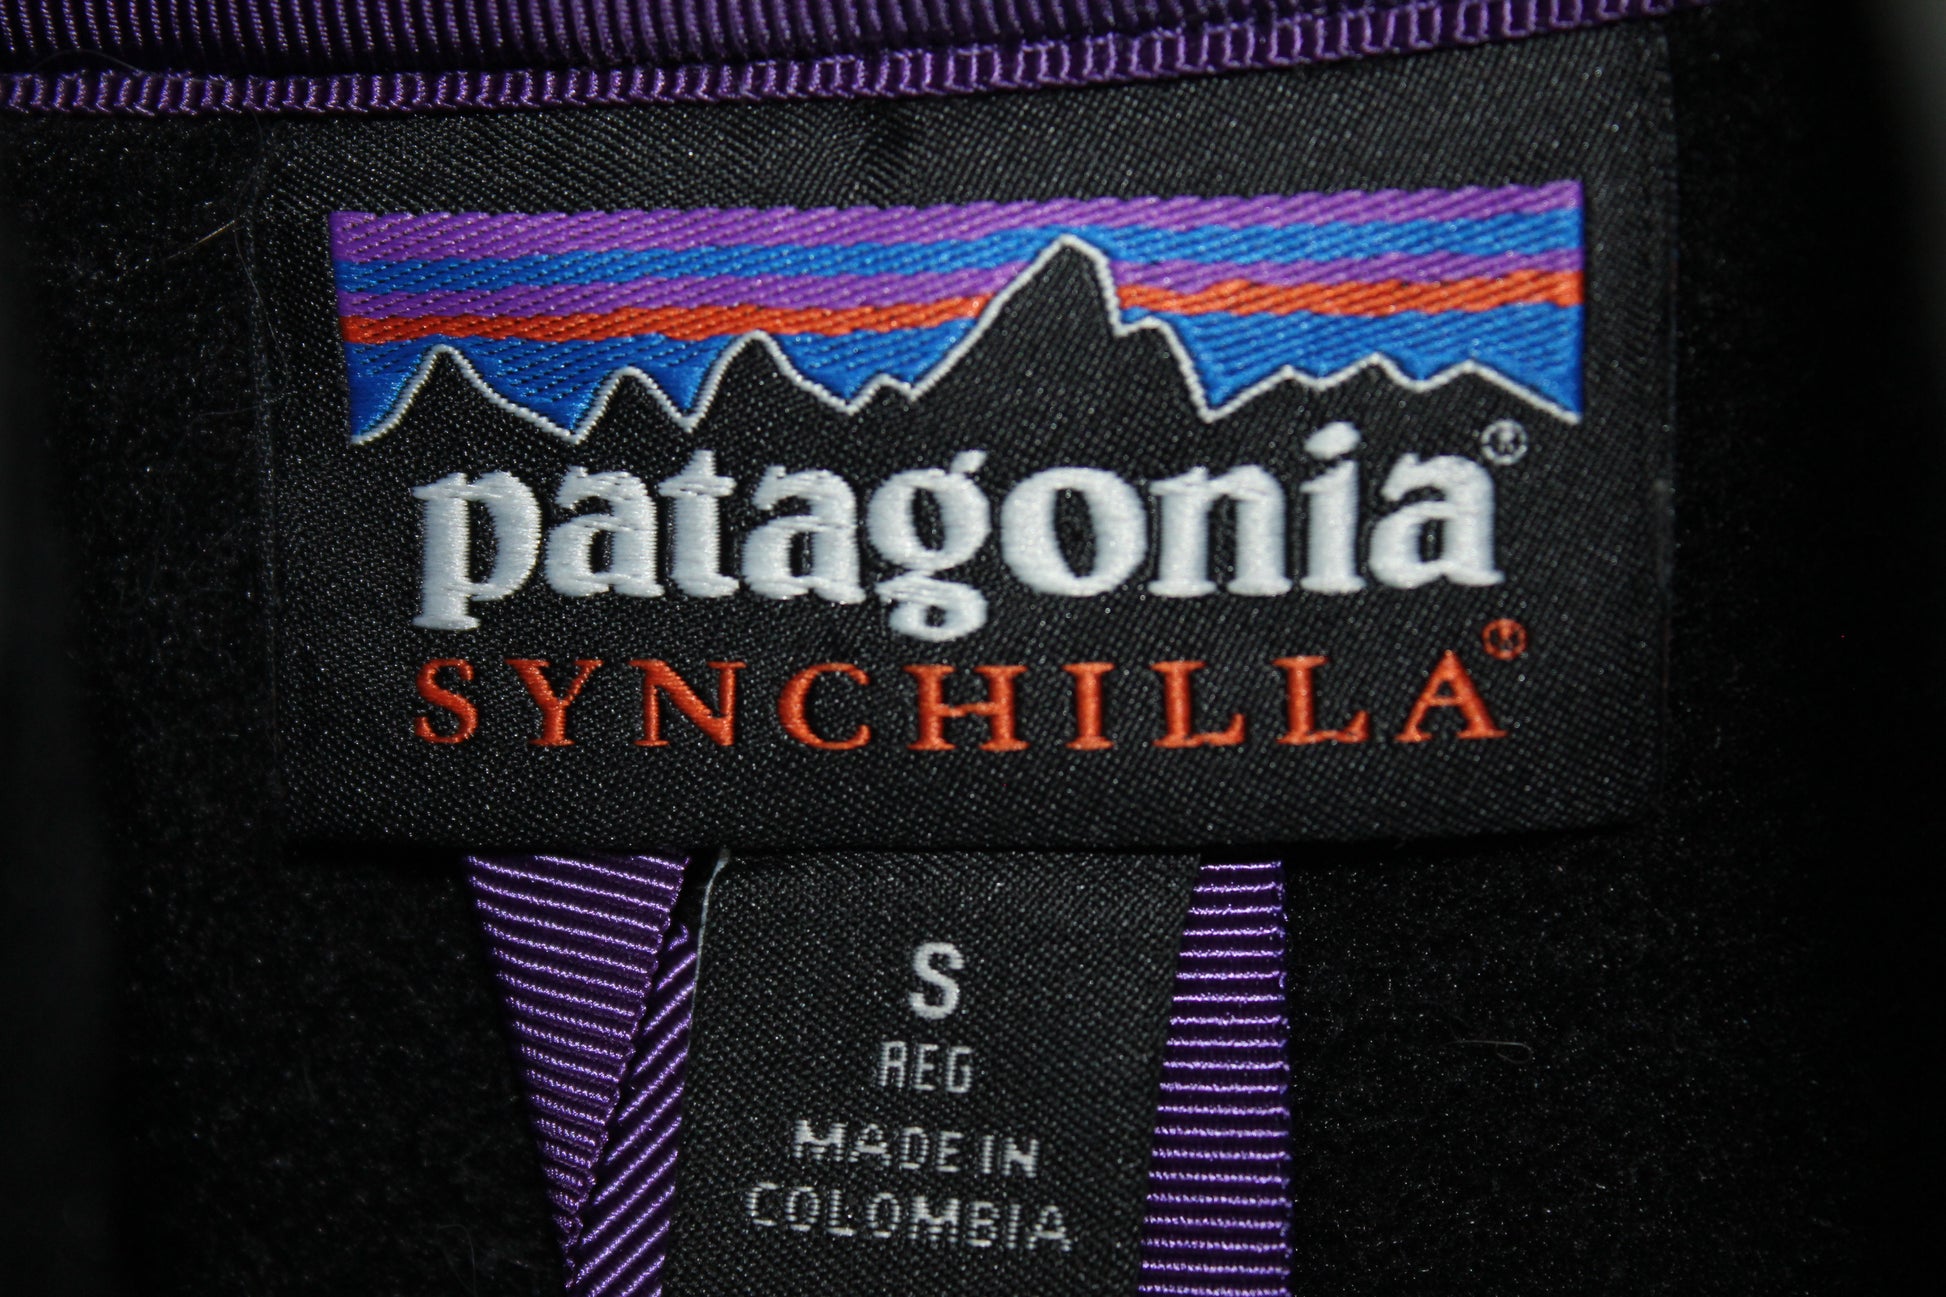 patagonia®
SYNCHILLA®
S
REG
MADE IN
COLOMBIA